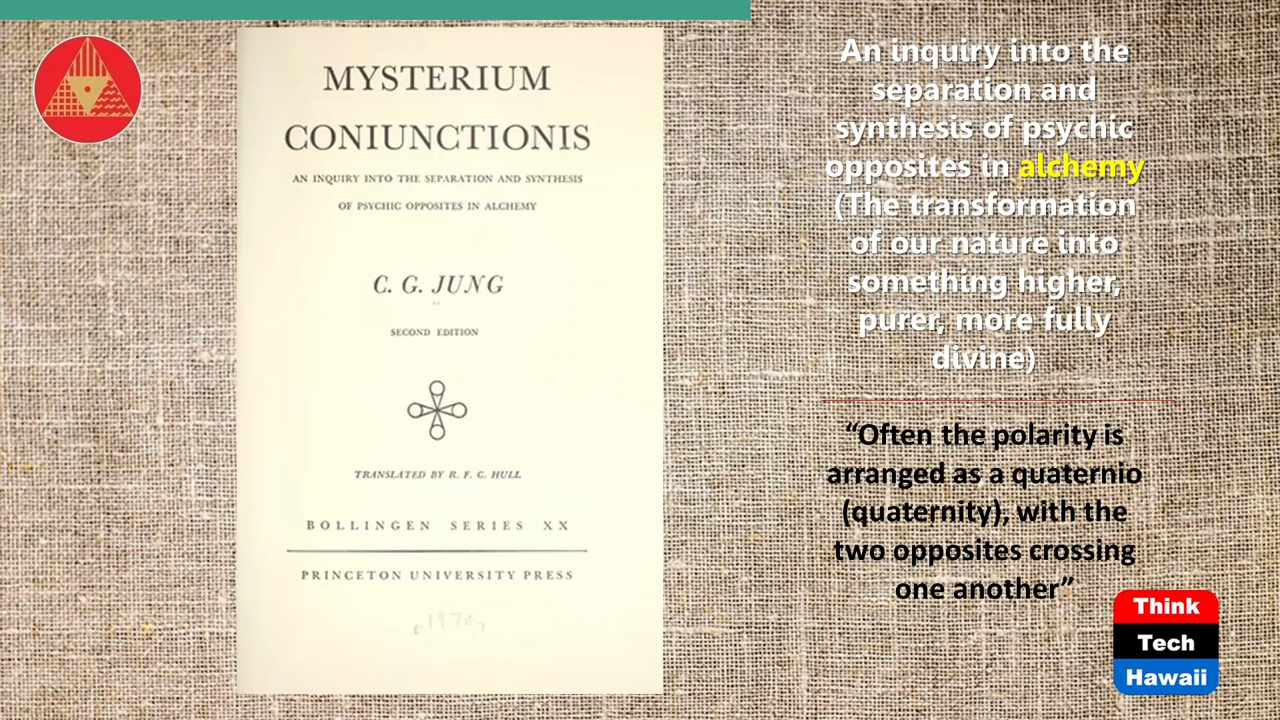 MYSTERIUM
CONIUNCTIONIS
AN INQUIRY INTO THE SEPARATION AND SYNTHESIS
OF PSYCHIC OPPOSITES IN ALCHEMY
C. G. JUNG
SECOND EDITION
TRANSLATED BY R. F. C. HULL
BOLLINGEN SERIES XX
PRINCETON UNIVERSITY PRESS
[1970]
An inquiry into the
separation and
synthesis of psychic
opposites in alchemy
(The transformation
of our nature into
something higher,
purer, more fully
divine)
“Often the polarity is
arranged as a quaternio
(quaternity), with the
two opposites crossing
one another”
Think
Tech
Hawaii